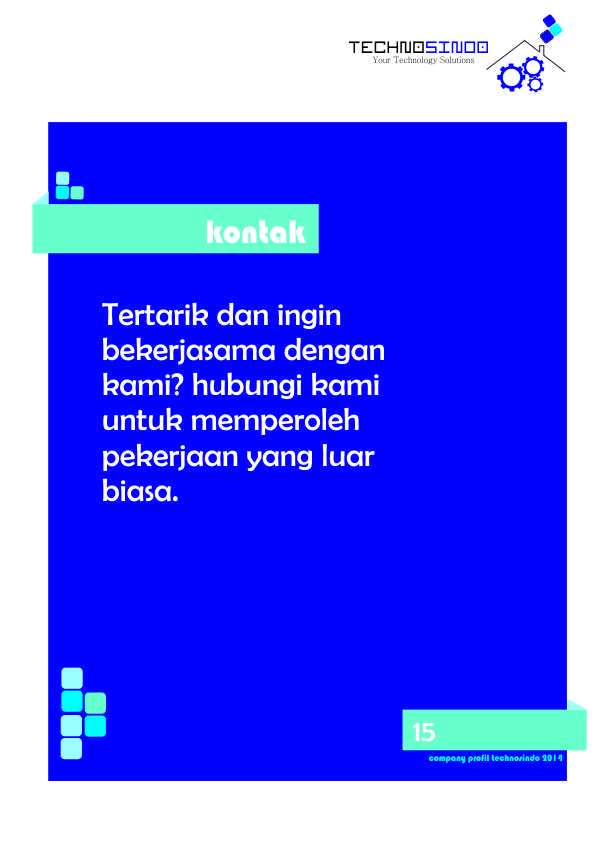 TECHNOSINDO
Your Technology Solutions
kontak
Tertarik dan ingin
bekerjasama dengan
kami? hubungi kami
untuk memperoleh
pekerjaan yang luar
biasa.
15
company profil technosindo 2014